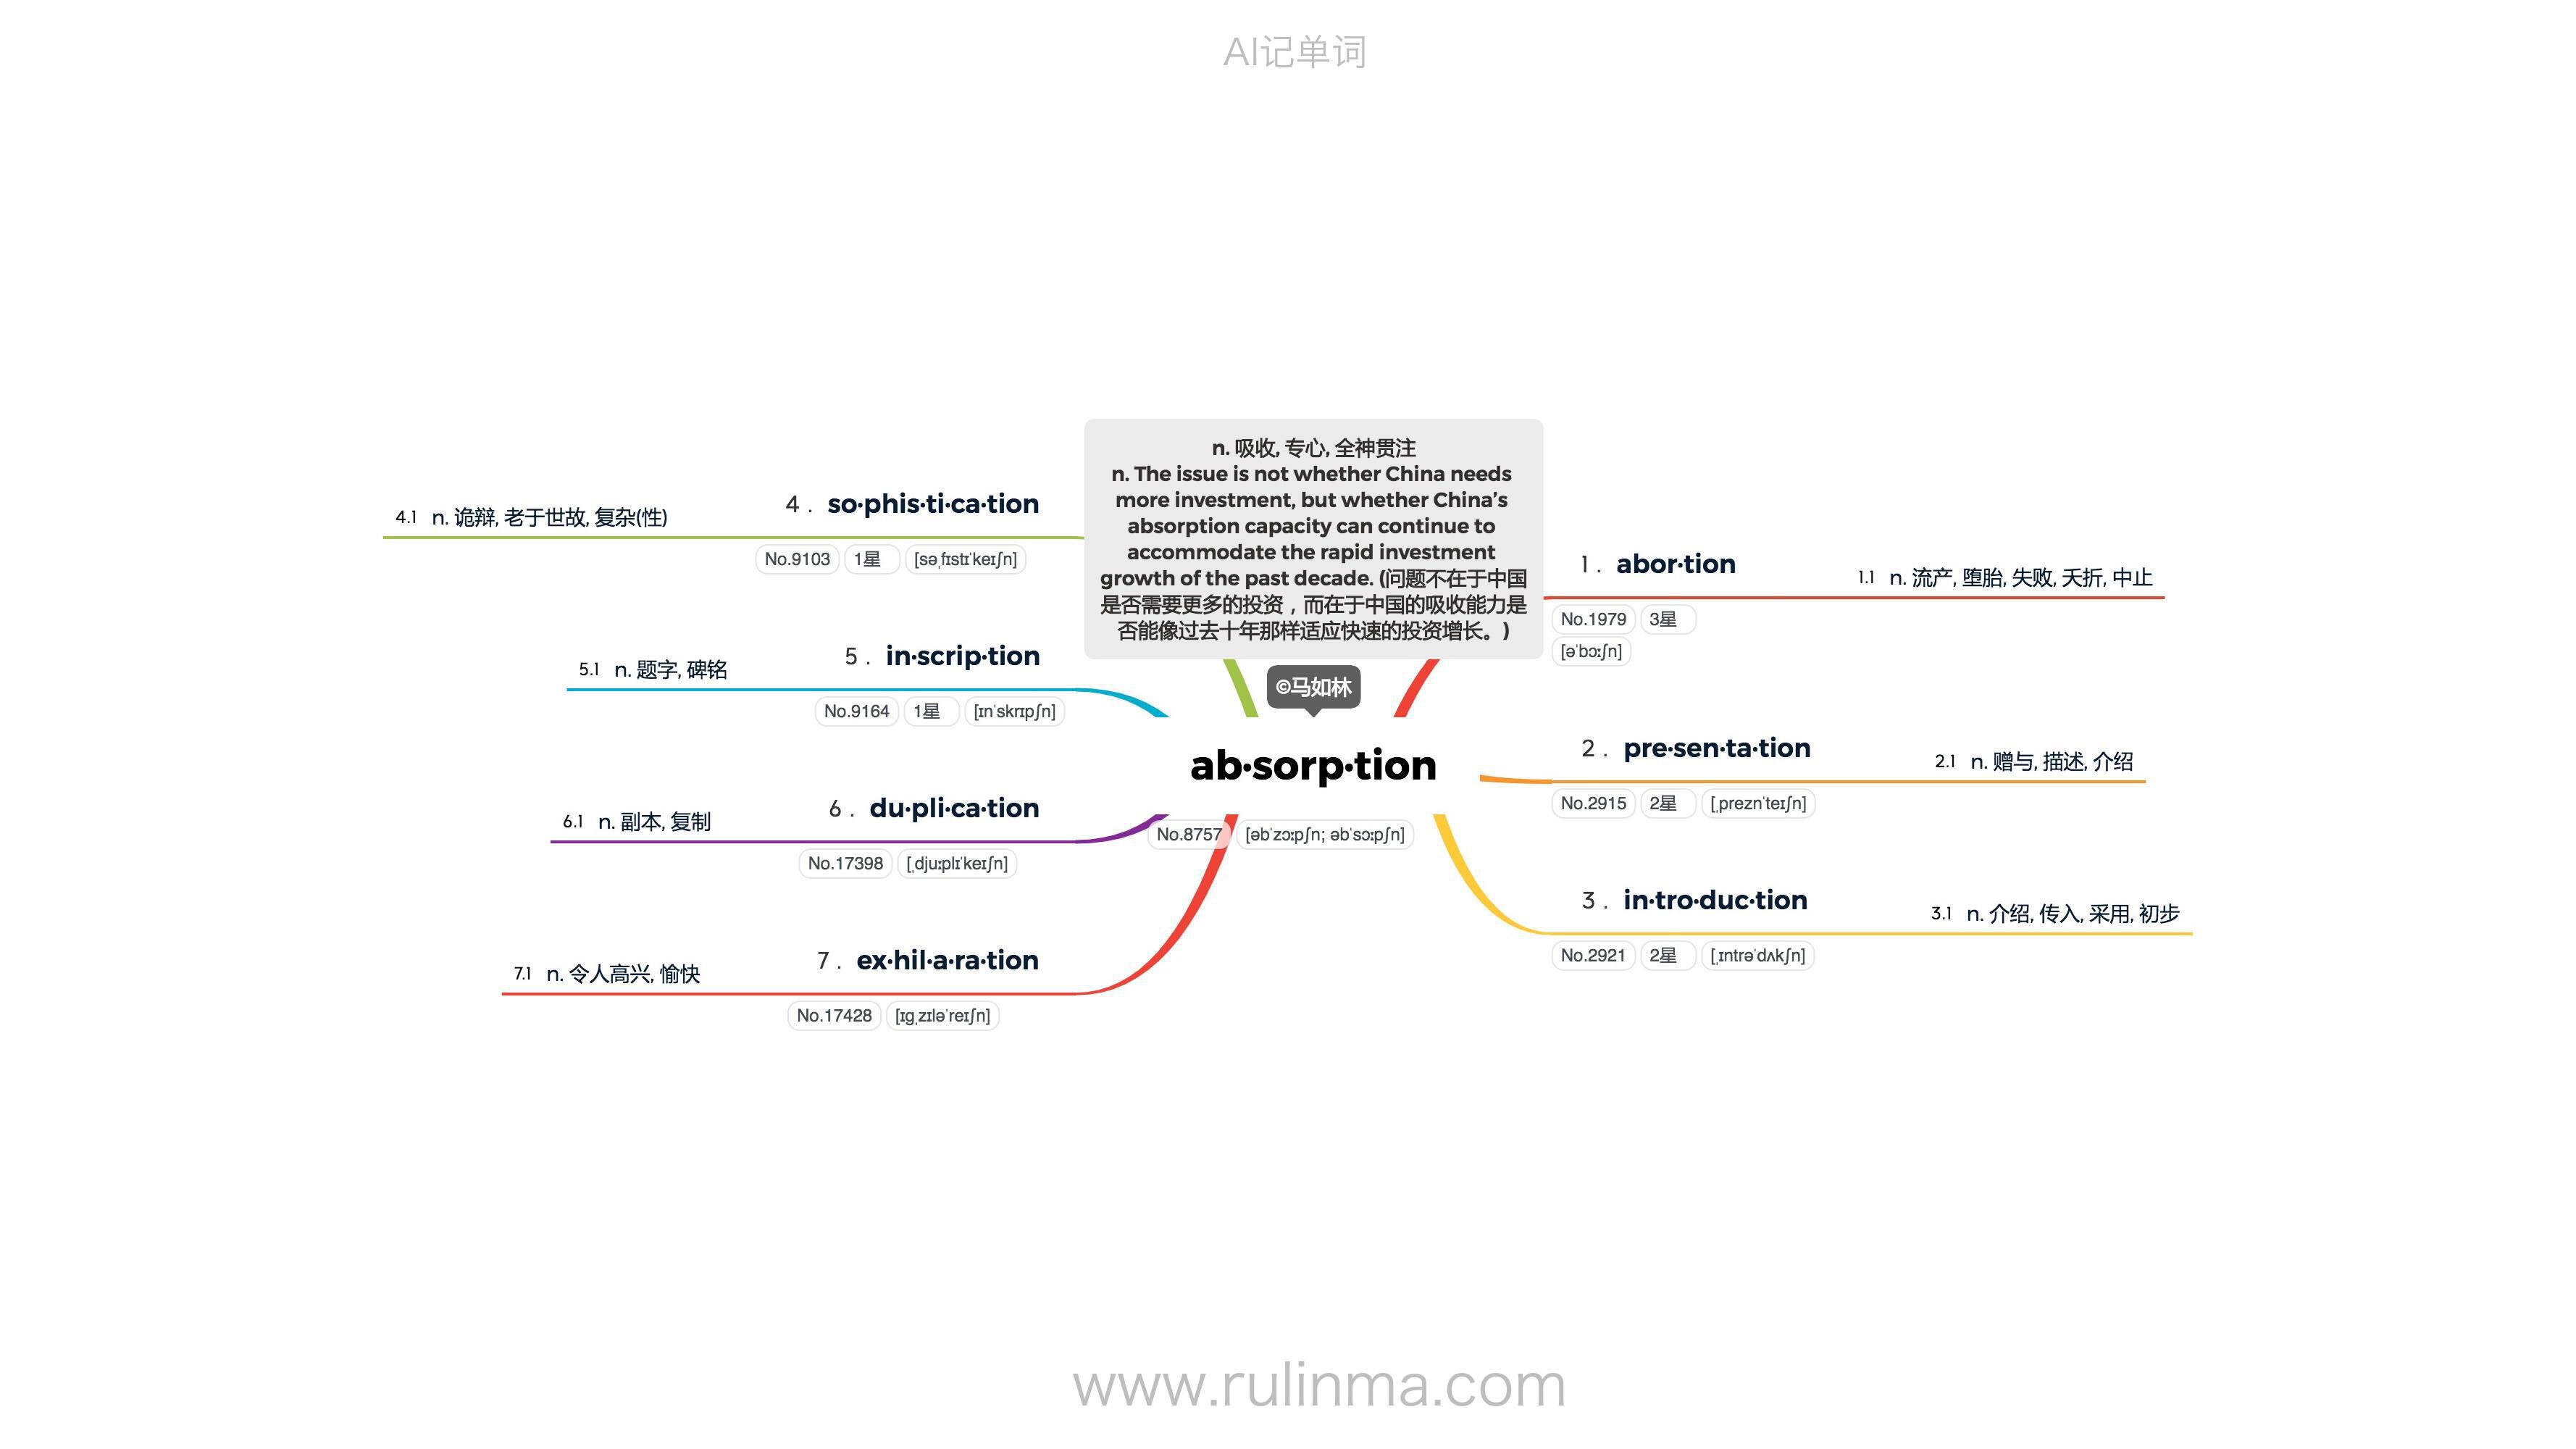 AI记单词
n. 吸收, 专心, 全神贯注
n. The issue is not whether China needs
more investment, but whether China’s
absorption capacity can continue to
accommodate the rapid investment
growth of the past decade. (问题不在于中国
是否需要更多的投资，而在于中国的吸收能力是
否能像过去十年那样适应快速的投资增长。)
©马如林
ab·sorp·tion
No.8757 [əbˈzɔːpʃn; əbˈsɔːpʃn]
1 . abor·tion
1.1 n. 流产, 堕胎, 失败, 夭折, 中止
No.1979 3星
[əˈbɔːʃn]
2 . pre·sen·ta·tion
2.1 n. 赠与, 描述, 介绍
No.2915 2星 [ˌpreznˈteɪʃn]
3 . in·tro·duc·tion
3.1 n. 介绍, 传入, 采用, 初步
No.2921 2星 [ˌɪntrəˈdʌkʃn]
4 . so·phis·ti·ca·tion
4.1 n. 诡辩, 老于世故, 复杂(性)
No.9103 1星 [səˌfɪstɪˈkeɪʃn]
5 . in·scrip·tion
5.1 n. 题字, 碑铭
No.9164 1星 [ɪnˈskrɪpʃn]
6 . du·pli·ca·tion
6.1 n. 副本, 复制
No.17398 [ˌdjuːplɪˈkeɪʃn]
7 . ex·hil·a·ra·tion
7.1 n. 令人高兴, 愉快
No.17428 [ɪɡˌzɪləˈreɪʃn]
www.rulinma.com